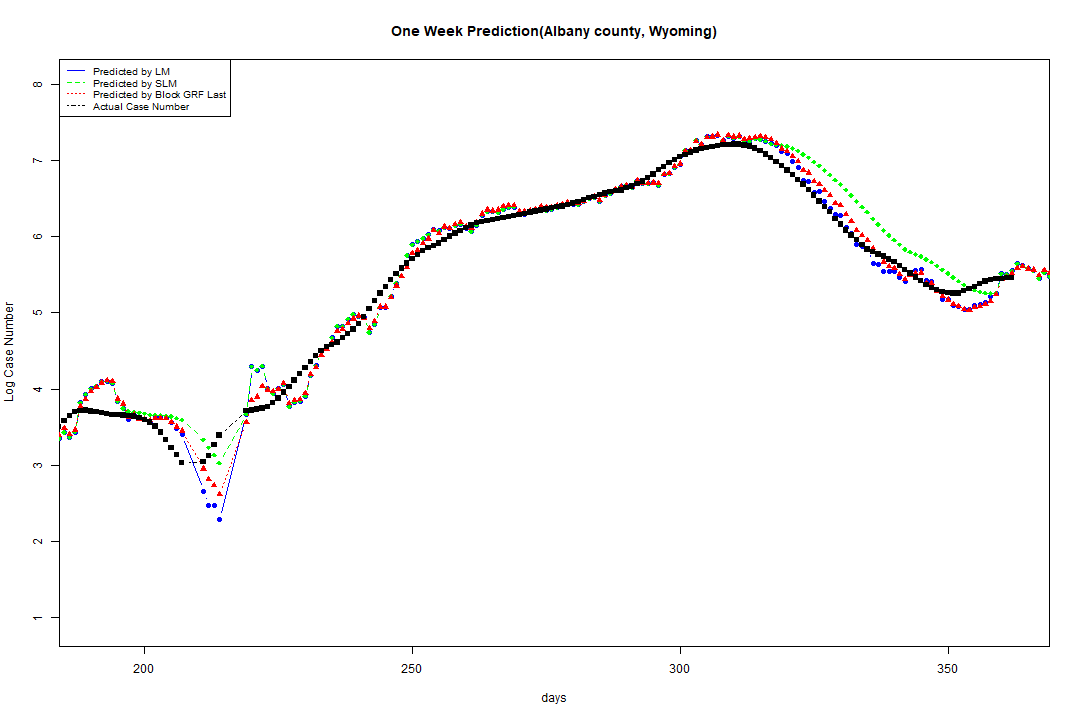 One Week Prediction(Albany county, Wyoming)
Predicted by LM
Predicted by SLM
Predicted by Block GRF Last
Actual Case Number
Log Case Number
8
7
6
5
4
3
2
1
200
250
300
350
days